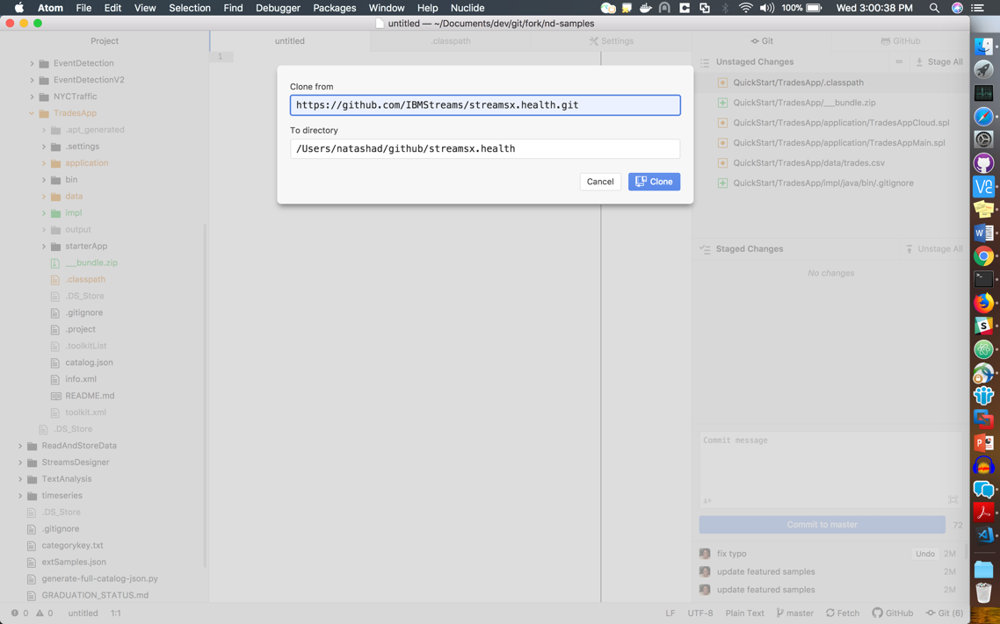 Atom File Edit View Selection Find Debugger Packages Window Help Nuclide 100% Wed 3:00:38 PM
untitled — ~/Documents/dev/git/fork/nd-samples
Project
EventDetection
EventDetectionV2
NYCTraffic
TradesApp
.apt_generated
.settings
application
bin
data
impl
output
starterApp
___bundle.zip
.classpath
.DS_Store
.gitignore
.project
.toolkitList
catalog.json
info.xml
README.md
toolkit.xml
.DS_Store
ReadAndStoreData
StreamsDesigner
TextAnalysis
timeseries
.DS_Store
.gitignore
categorykey.txt
extSamples.json
generate-full-catalog-json.py
GRADUATION_STATUS.md
untitled .classpath Settings
1
Clone from
https://github.com/IBMStreams/streamsx.health.git
To directory
/Users/natashad/github/streamsx.health
Cancel Clone
Git GitHub
Unstaged Changes Stage All
QuickStart/TradesApp/.classpath
QuickStart/TradesApp/___bundle.zip
QuickStart/TradesApp/application/TradesAppCloud.spl
QuickStart/TradesApp/application/TradesAppMain.spl
QuickStart/TradesApp/data/trades.csv
QuickStart/TradesApp/impl/java/bin/.gitignore
Staged Changes Unstage All
No changes
Commit message
Commit to master 72
fix typo Undo 2M
update featured samples 2M
update featured samples 2M
0 0 untitled 1:1 LF UTF-8 Plain Text master Fetch GitHub Git (6)